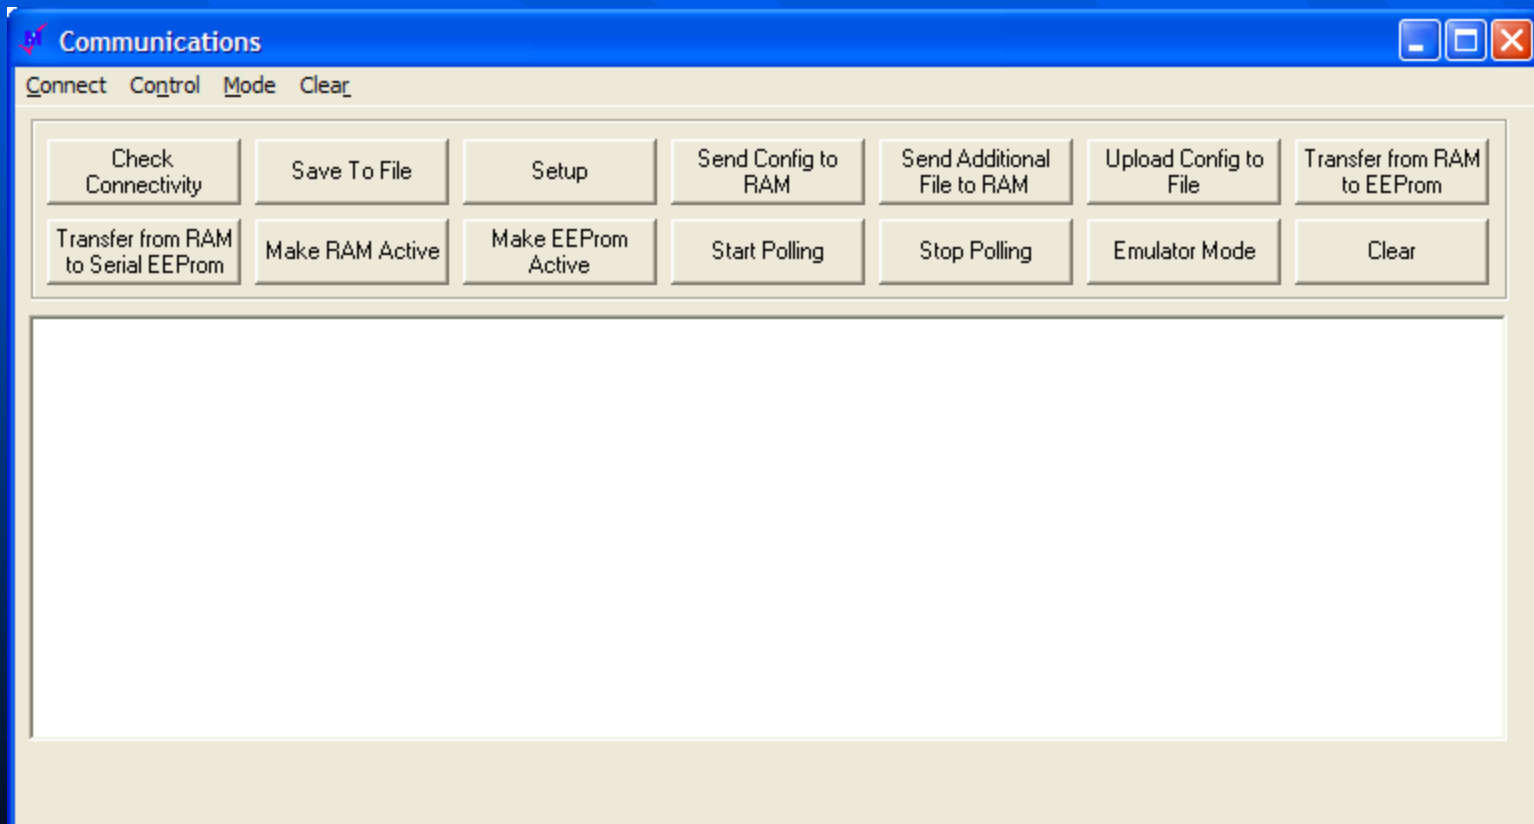 Communications
Connect Control Mode Clear
Check
Connectivity
Save To File
Setup
Send Config to
RAM
Send Additional
File to RAM
Upload Config to
File
Transfer from RAM
to EEProm
Transfer from RAM
to Serial EEProm
Make RAM Active
Make EEProm
Active
Start Polling
Stop Polling
Emulator Mode
Clear